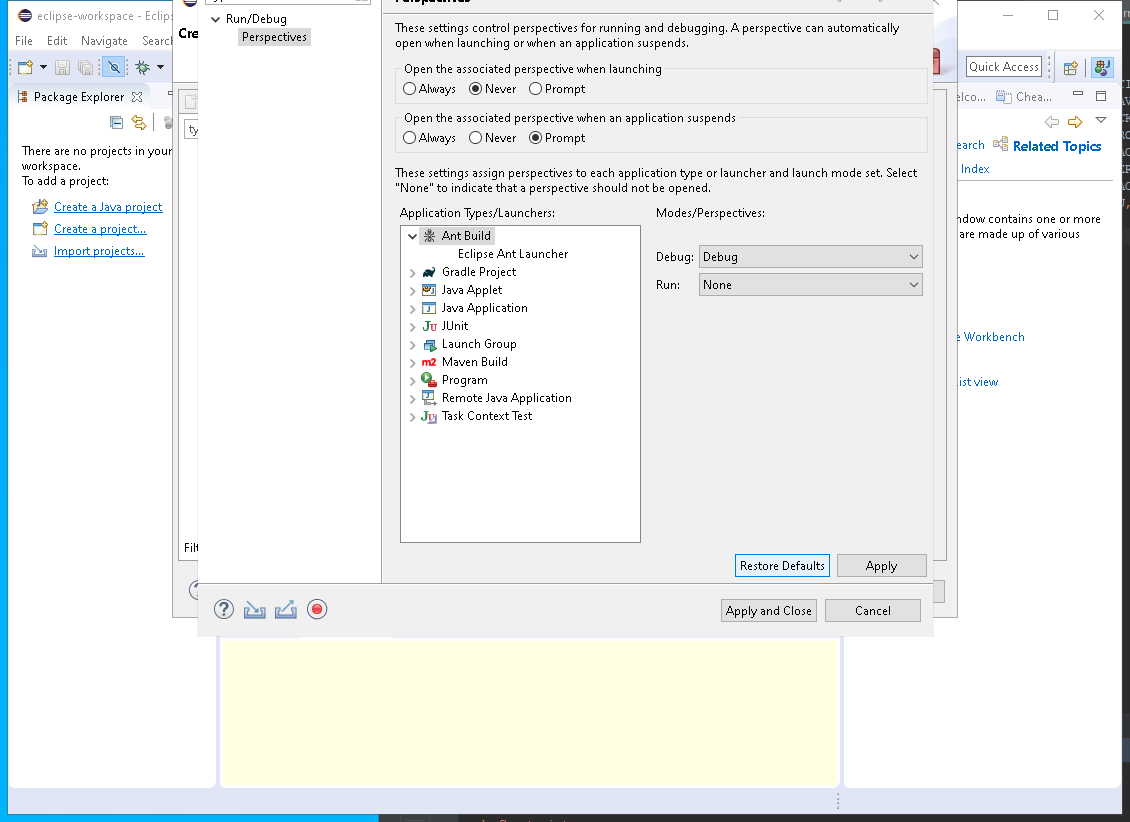 eclipse-workspace - Eclips
File Edit Navigate Search
Package Explorer
There are no projects in your
workspace.
To add a project:
Create a Java project
Create a project...
Import projects...
Cre
ty
Filt
Run/Debug
Perspectives
These settings control perspectives for running and debugging. A perspective can automatically
open when launching or when an application suspends.
Open the associated perspective when launching
Always Never Prompt
Open the associated perspective when an application suspends
Always Never Prompt
These settings assign perspectives to each application type or launcher and launch mode set. Select
"None" to indicate that a perspective should not be opened.
Application Types/Launchers:
Ant Build
Eclipse Ant Launcher
Gradle Project
Java Applet
Java Application
JUnit
Launch Group
Maven Build
Program
Remote Java Application
Task Context Test
Modes/Perspectives:
Debug: Debug
Run: None
Restore Defaults Apply
Apply and Close Cancel
Quick Access
elco... Chea...
earch Related Topics
Index
ndow contains one or more
are made up of various
e Workbench
ist view